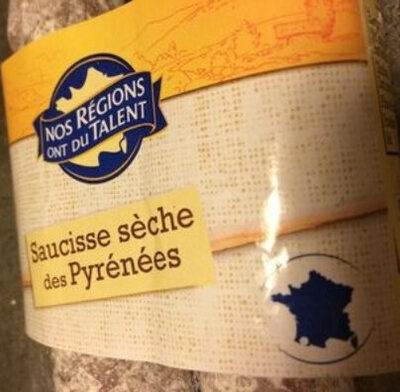 NOS RÉGIONS
ONT DU TALENT
Saucisse sèche
des Pyrénées